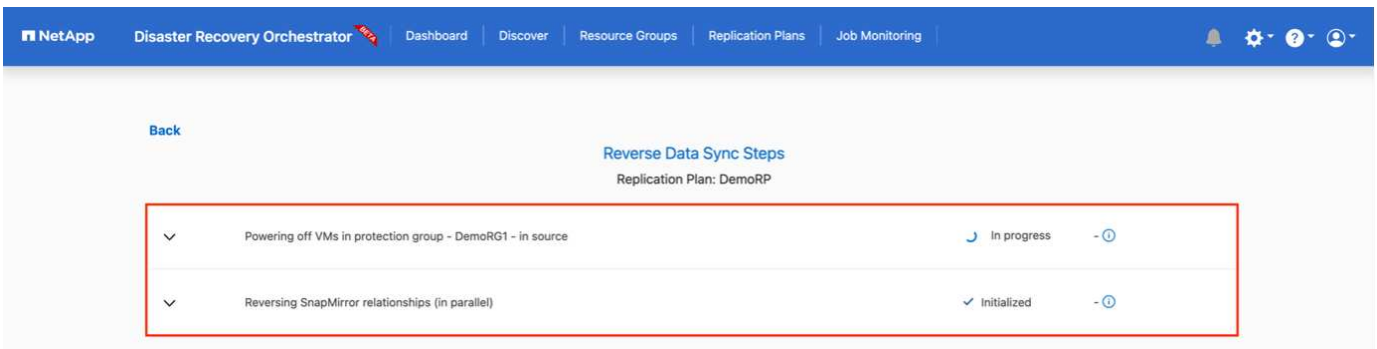 NetApp Disaster Recovery Orchestrator BETA Dashboard Discover Resource Groups Replication Plans Job Monitoring
Back
Reverse Data Sync Steps
Replication Plan: DemoRP
Powering off VMs in protection group - DemoRG1 - in source In progress -
Reversing SnapMirror relationships (in parallel) Initialized -